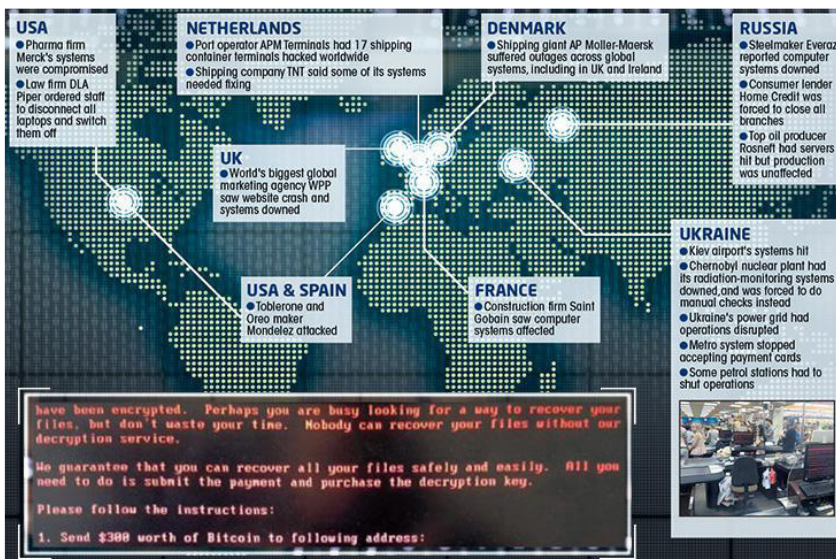 USA
● Pharma firm
Merck's systems
were compromised
● Law firm DLA
Piper ordered staff
to disconnect all
laptops and switch
them off
NETHERLANDS
● Port operator APM Terminals had 17 shipping
container terminals hacked worldwide
● Shipping company TNT said some of its systems
needed fixing
DENMARK
● Shipping giant AP Moller-Maersk
suffered outages across global
systems, including in UK and Ireland
RUSSIA
● Steelmaker Evraz
reported computer
systems downed
● Consumer lender
Home Credit was
forced to close all
branches
● Top oil producer
Rosneft had servers
hit but production
was unaffected
UK
● World's biggest global
marketing agency WPP
saw website crash and
systems downed
USA & SPAIN
● Toblerone and
Oreo maker
Mondelez attacked
FRANCE
● Construction firm Saint
Gobain saw computer
systems affected
UKRAINE
● Kiev airport's systems hit
● Chernobyl nuclear plant had
its radiation-monitoring systems
downed, and was forced to do
manual checks instead
● Ukraine's power grid had
operations disrupted
● Metro system stopped
accepting payment cards
● Some petrol stations had to
shut operations
have been encrypted. Perhaps you are busy looking for a way to recover your
files, but don't waste your time. Nobody can recover your files without our
decryption service.
We guarantee that you can recover all your files safely and easily. All you
need to do is submit the payment and purchase the decryption key.
Please follow the instructions:
1. Send $300 worth of Bitcoin to following address: